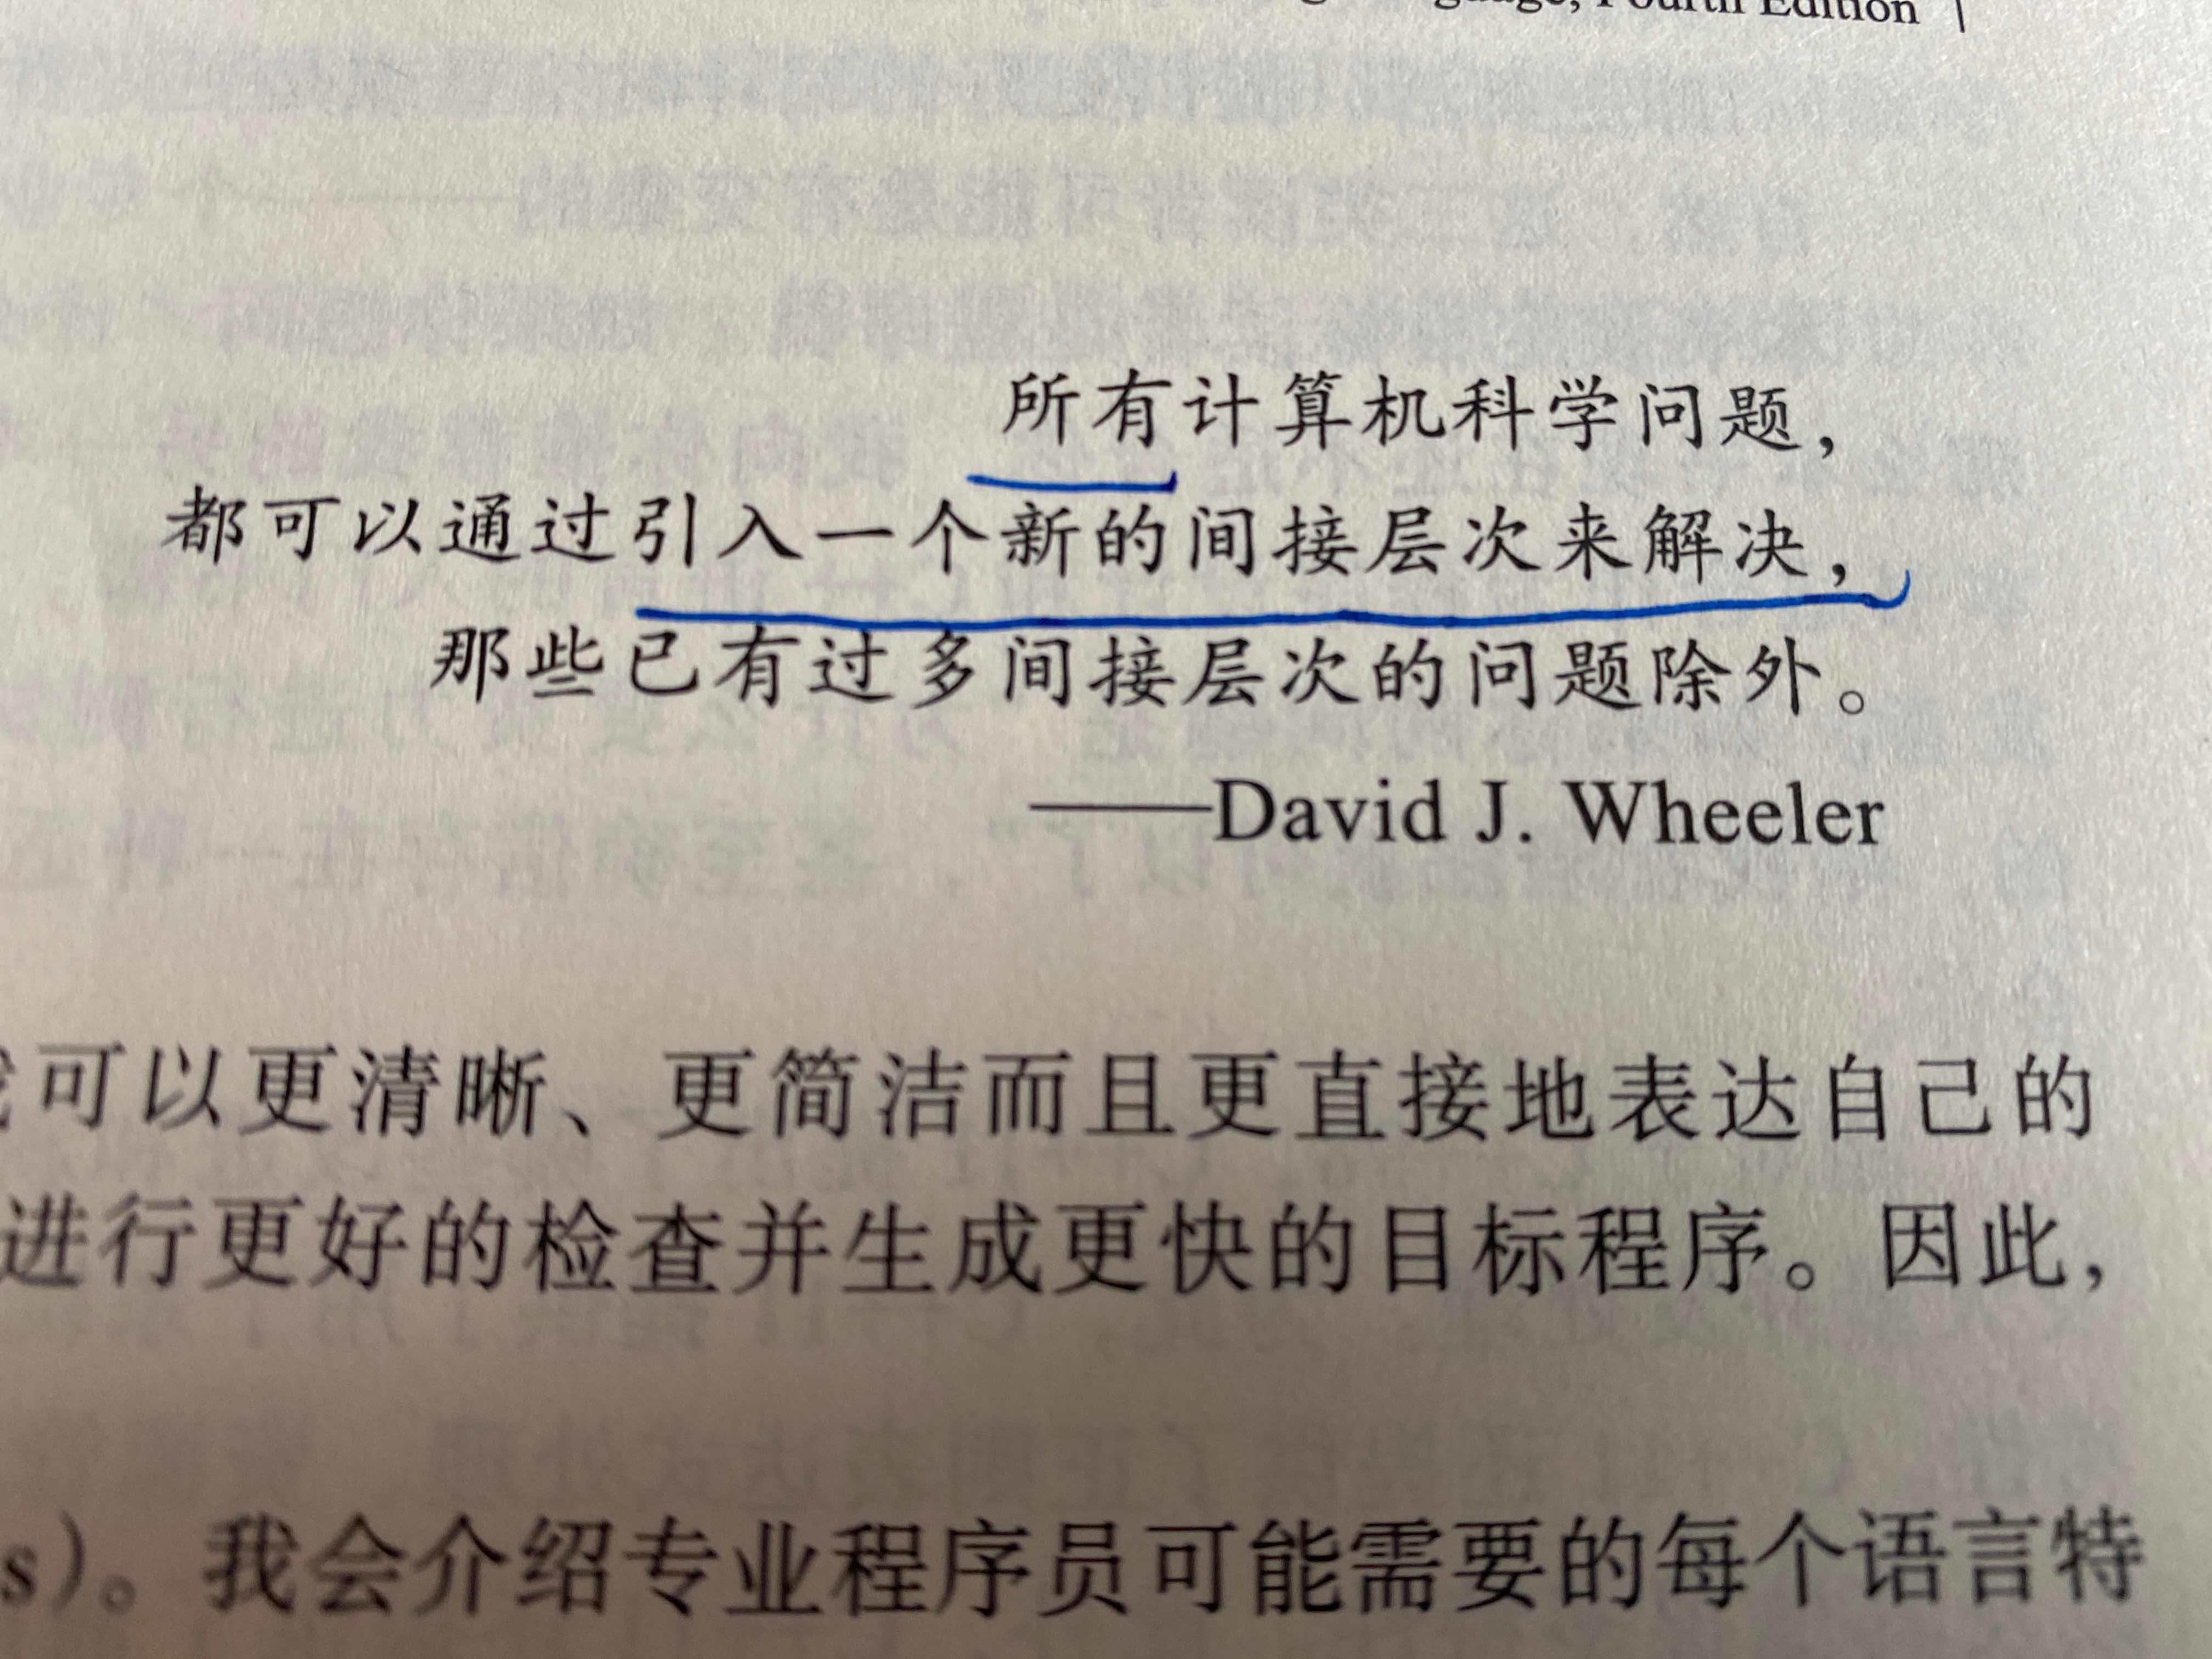 Fourth Edition
所有计算机科学问题，
都可以通过引入一个新的间接层次来解决，
那些已有过多间接层次的问题除外。
——David J. Wheeler
可以更清晰、更简洁而且更直接地表达自己的
进行更好的检查并生成更快的目标程序。因此，
s）。我会介绍专业程序员可能需要的每个语言特